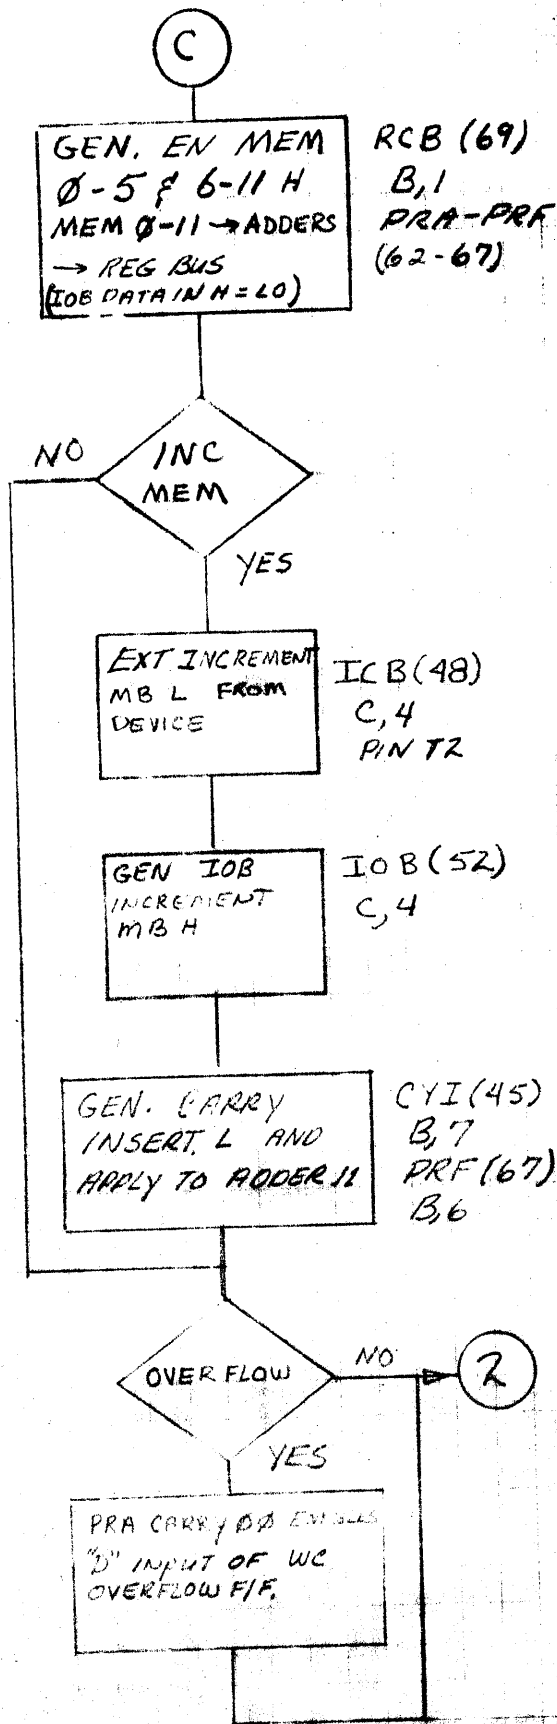 C
GEN. EN MEM
Ø-5 & 6-11 H
MEM Ø-11 → ADDERS
→ REG BUS
(IOB DATA IN H = LO)
RCB (69)
B,1
PRA-PRF
(62-67)
NO
INC
MEM
YES
EXT INCREMENT
MB L FROM
DEVICE
ICB (48)
C,4
PIN T2
GEN IOB
INCREMENT
MB H
IOB (52)
C,4
GEN. CARRY
INSERT L AND
APPLY TO ADDER 11
CYI (45)
B,7
PRF (67)
B,6
OVERFLOW
NO
2
YES
PRA CARRY ØØ
"D" INPUT OF WC
OVERFLOW F/F.